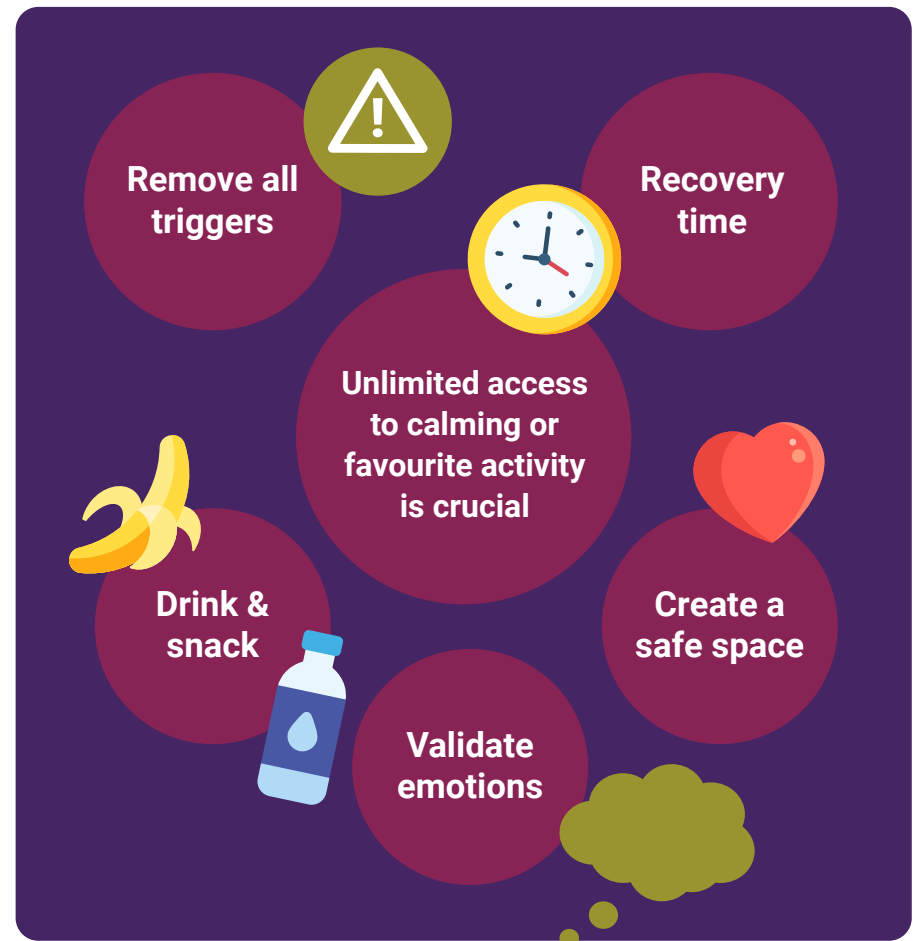 Remove all
triggers
Recovery
time
Unlimited access
to calming or
favourite activity
is crucial
Drink &
snack
Create a
safe space
Validate
emotions